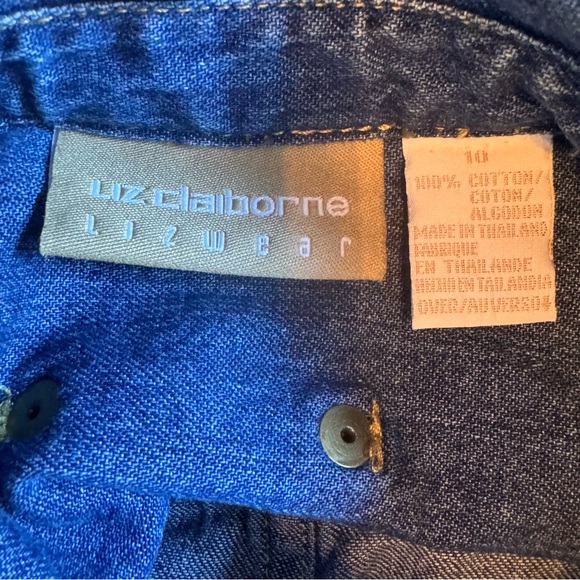 Liz claiborne
LIZWEAR
10
100% COTTON/
COTON/
ALGODON
MADE IN THAILAND
FABRIQUE
EN THAILANDE
HECHO EN TAILANDIA
OVER/AU VERSO